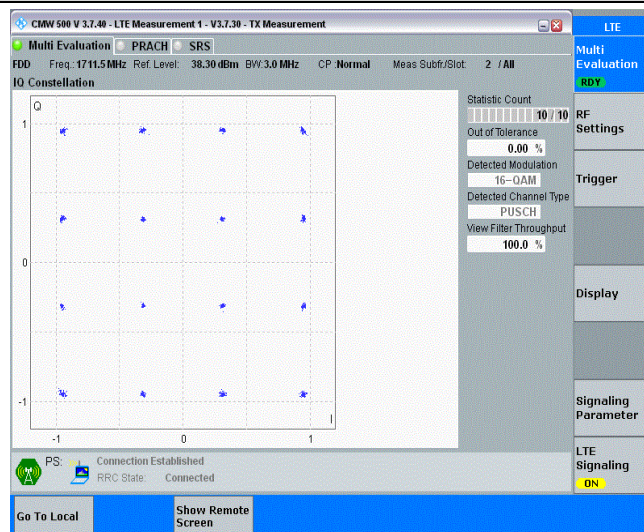 CMW 500 V 3.7.40 - LTE Measurement 1 - V3.7.30 - TX Measurement
LTE
Multi Evaluation PRACH SRS
Multi
Evaluation
RDY
FDD Freq.: 1711.5 MHz Ref. Level: 38.30 dBm BW: 3.0 MHz CP :Normal Meas Subfr./Slot: 2 / All
IQ Constellation
Statistic Count
10 / 10
Out of Tolerance
0.00 %
Detected Modulation
16-QAM
Detected Channel Type
PUSCH
View Filter Throughput
100.0 %
Q
1
0
-1
I
-1 0 1
RF
Settings
Trigger
Display
Signaling
Parameter
LTE
Signaling
ON
PS: Connection Established
RRC State: Connected
Go To Local
Show Remote
Screen